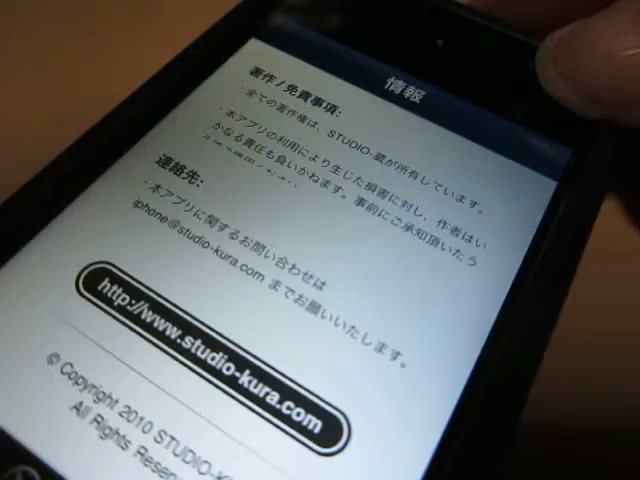 情報
著作 / 免責事項:
・全ての著作権は、STUDIO-蔵が所有しています。
・本アプリの利用により生じた損害に対し、作者はい
かなる責任も負いかねます。事前にご承知頂いたう
連絡先:
・本アプリに関するお問い合わせは
iphone@studio-kura.com までお願いいたします。
http://www.studio-kura.com
© Copyright 2010 STUDIO-K
All Rights Reser